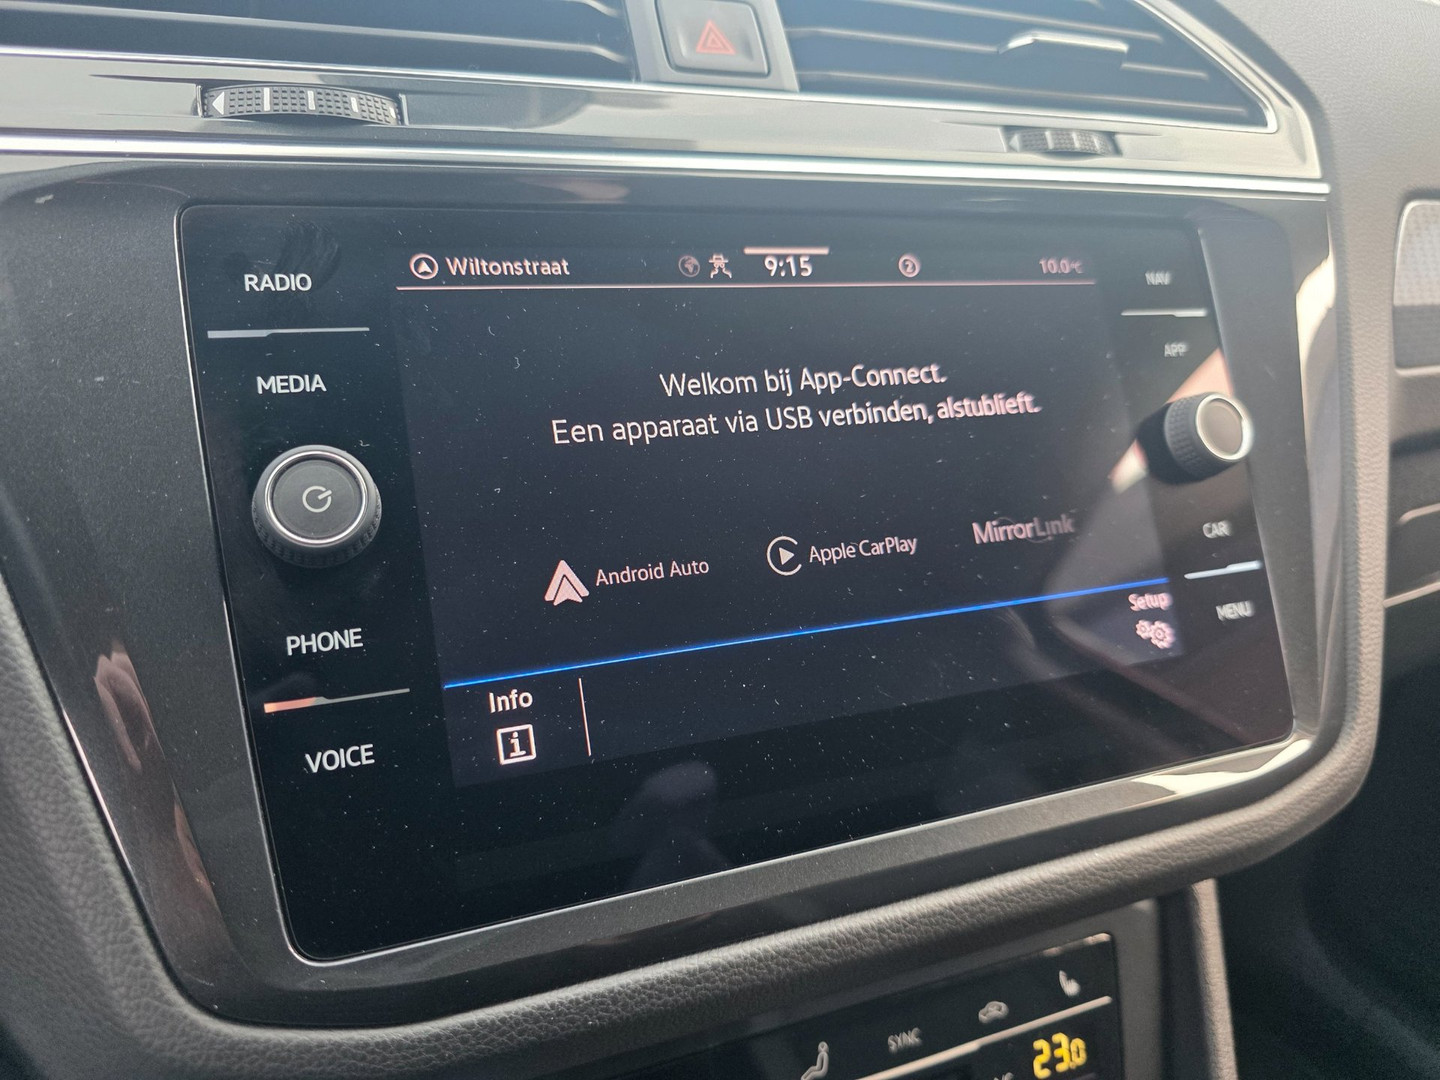 RADIO
MEDIA
PHONE
VOICE
Wiltonstraat
9:15
2
10.0°C
Welkom bij App-Connect.
Een apparaat via USB verbinden, alstublieft.
Android Auto
Apple CarPlay
MirrorLink
Setup
Info
i
NAV
APP
CAR
MENU
SYNC
23.0